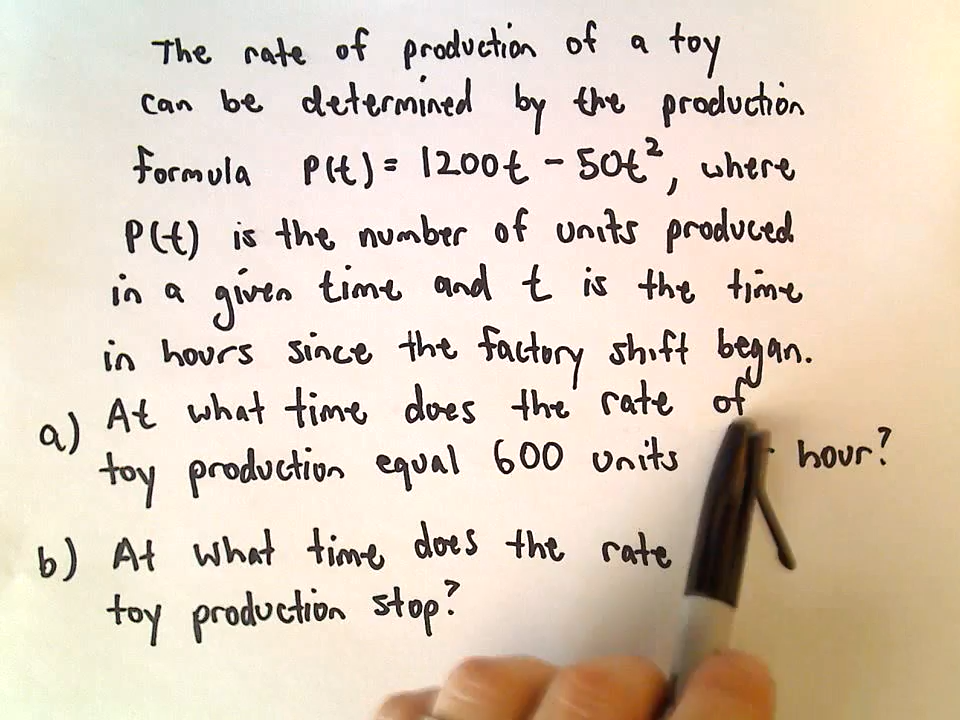 The rate of production of a toy
can be determined by the production
formula P(t) = 1200t - 50t², where
P(t) is the number of units produced
in a given time and t is the time
in hours since the factory shift began.
a) At what time does the rate of
toy production equal 600 units hour?
b) At what time does the rate
toy production stop?